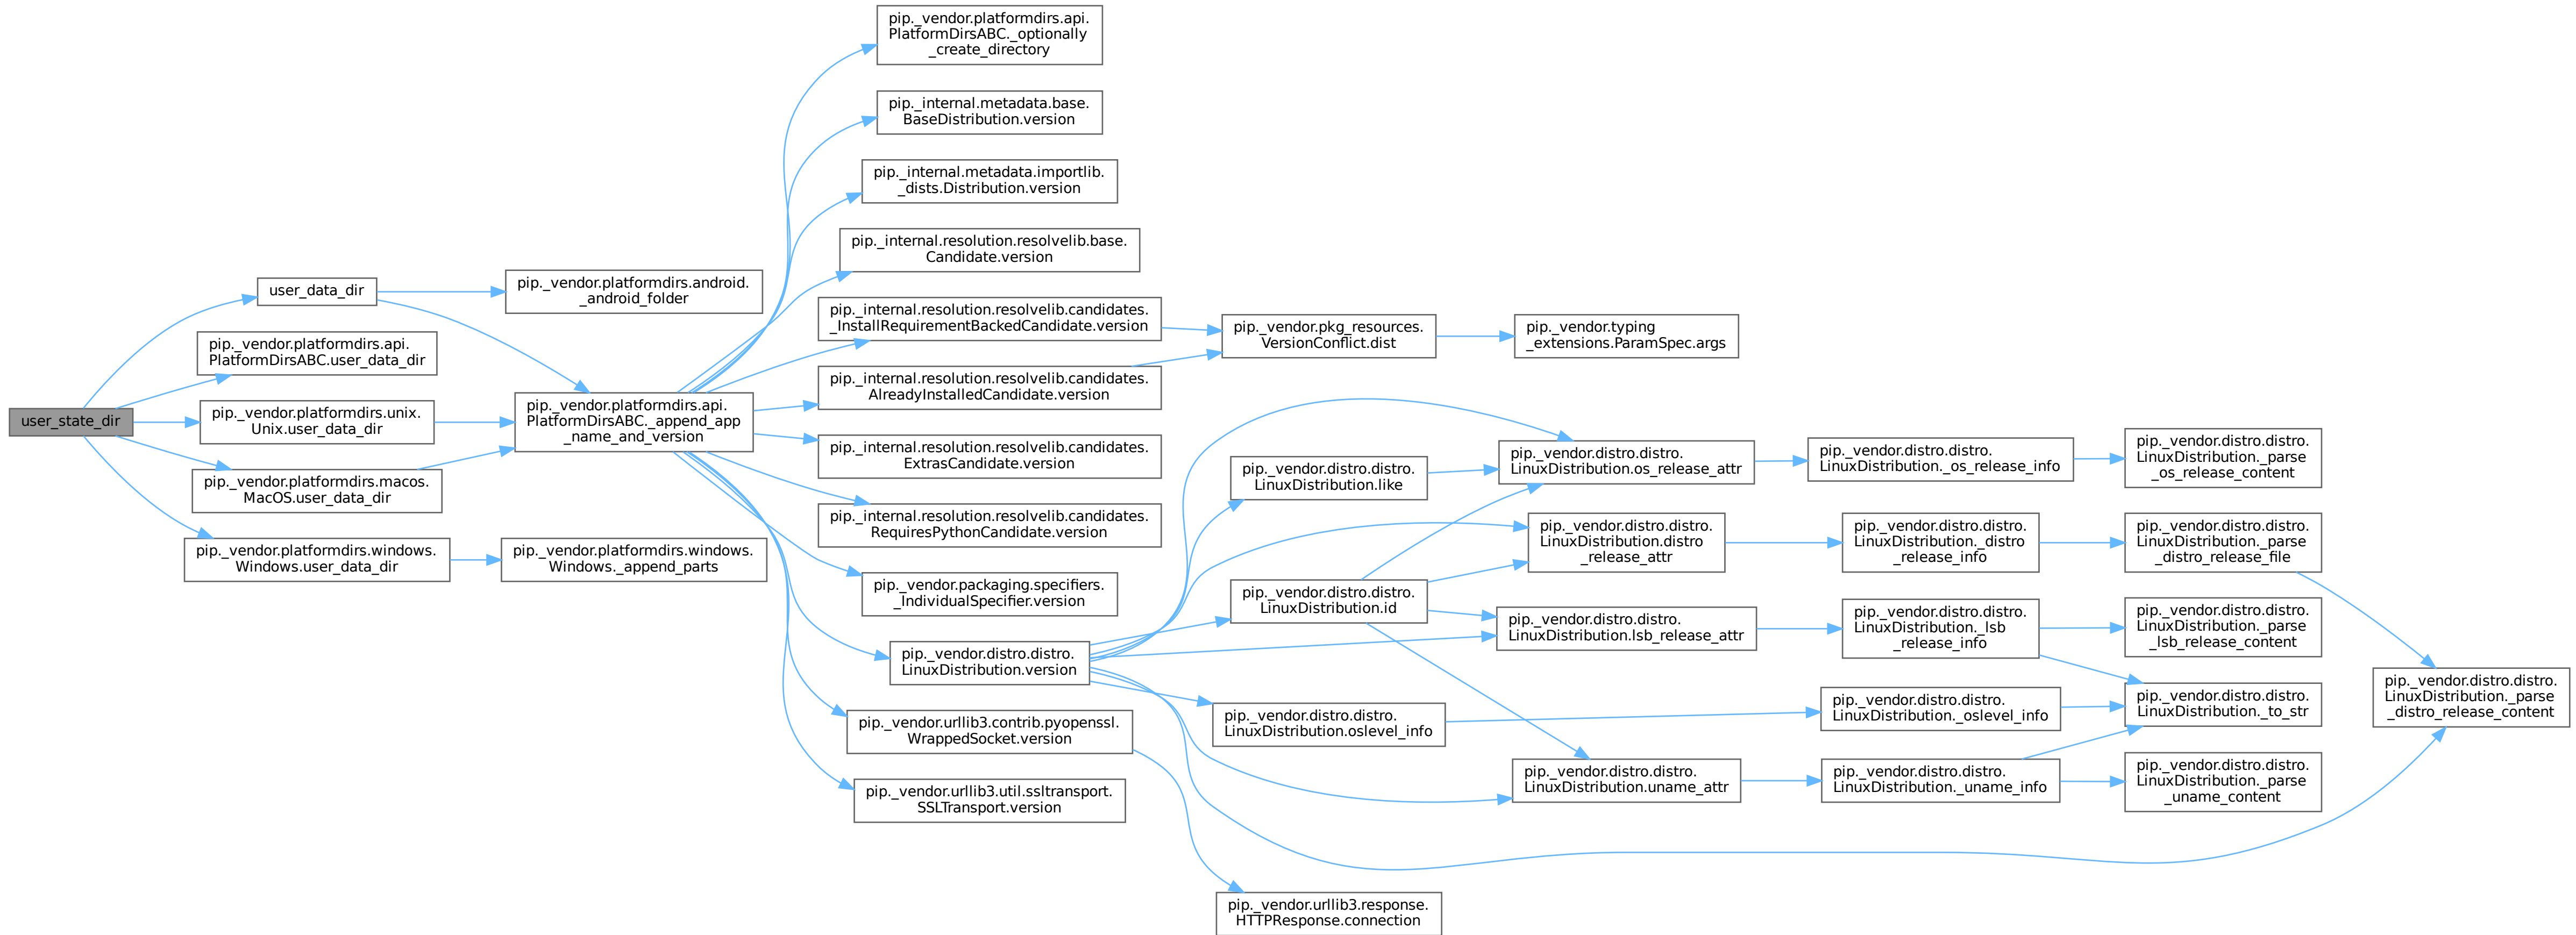 user_state_dir
user_data_dir
pip._vendor.platformdirs.api.
PlatformDirsABC.user_data_dir
pip._vendor.platformdirs.unix.
Unix.user_data_dir
pip._vendor.platformdirs.macos.
MacOS.user_data_dir
pip._vendor.platformdirs.windows.
Windows.user_data_dir
pip._vendor.platformdirs.android.
_android_folder
pip._vendor.platformdirs.api.
PlatformDirsABC._append_app
_name_and_version
pip._vendor.platformdirs.windows.
Windows._append_parts
pip._vendor.platformdirs.api.
PlatformDirsABC._optionally
_create_directory
pip._internal.metadata.base.
BaseDistribution.version
pip._internal.metadata.importlib.
_dists.Distribution.version
pip._internal.resolution.resolvelib.base.
Candidate.version
pip._internal.resolution.resolvelib.candidates.
_InstallRequirementBackedCandidate.version
pip._internal.resolution.resolvelib.candidates.
AlreadyInstalledCandidate.version
pip._internal.resolution.resolvelib.candidates.
ExtrasCandidate.version
pip._internal.resolution.resolvelib.candidates.
RequiresPythonCandidate.version
pip._vendor.packaging.specifiers.
_IndividualSpecifier.version
pip._vendor.distro.distro.
LinuxDistribution.version
pip._vendor.urllib3.contrib.pyopenssl.
WrappedSocket.version
pip._vendor.urllib3.util.ssltransport.
SSLTransport.version
pip._vendor.pkg_resources.
VersionConflict.dist
pip._vendor.distro.distro.
LinuxDistribution.like
pip._vendor.distro.distro.
LinuxDistribution.id
pip._vendor.distro.distro.
LinuxDistribution.oslevel_info
pip._vendor.urllib3.response.
HTTPResponse.connection
pip._vendor.typing
_extensions.ParamSpec.args
pip._vendor.distro.distro.
LinuxDistribution.os_release_attr
pip._vendor.distro.distro.
LinuxDistribution.distro
_release_attr
pip._vendor.distro.distro.
LinuxDistribution.lsb_release_attr
pip._vendor.distro.distro.
LinuxDistribution.uname_attr
pip._vendor.distro.distro.
LinuxDistribution._os_release_info
pip._vendor.distro.distro.
LinuxDistribution._distro
_release_info
pip._vendor.distro.distro.
LinuxDistribution._lsb
_release_info
pip._vendor.distro.distro.
LinuxDistribution._oslevel_info
pip._vendor.distro.distro.
LinuxDistribution._uname_info
pip._vendor.distro.distro.
LinuxDistribution._parse
_os_release_content
pip._vendor.distro.distro.
LinuxDistribution._parse
_distro_release_file
pip._vendor.distro.distro.
LinuxDistribution._parse
_lsb_release_content
pip._vendor.distro.distro.
LinuxDistribution._to_str
pip._vendor.distro.distro.
LinuxDistribution._parse
_uname_content
pip._vendor.distro.distro.
LinuxDistribution._parse
_distro_release_content